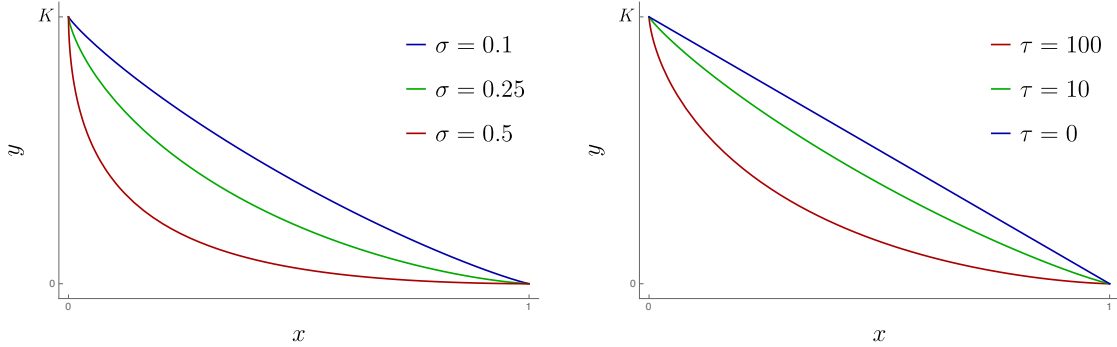 K
y
0
0
1
x
σ = 0.1
σ = 0.25
σ = 0.5
K
y
0
0
1
x
τ = 100
τ = 10
τ = 0